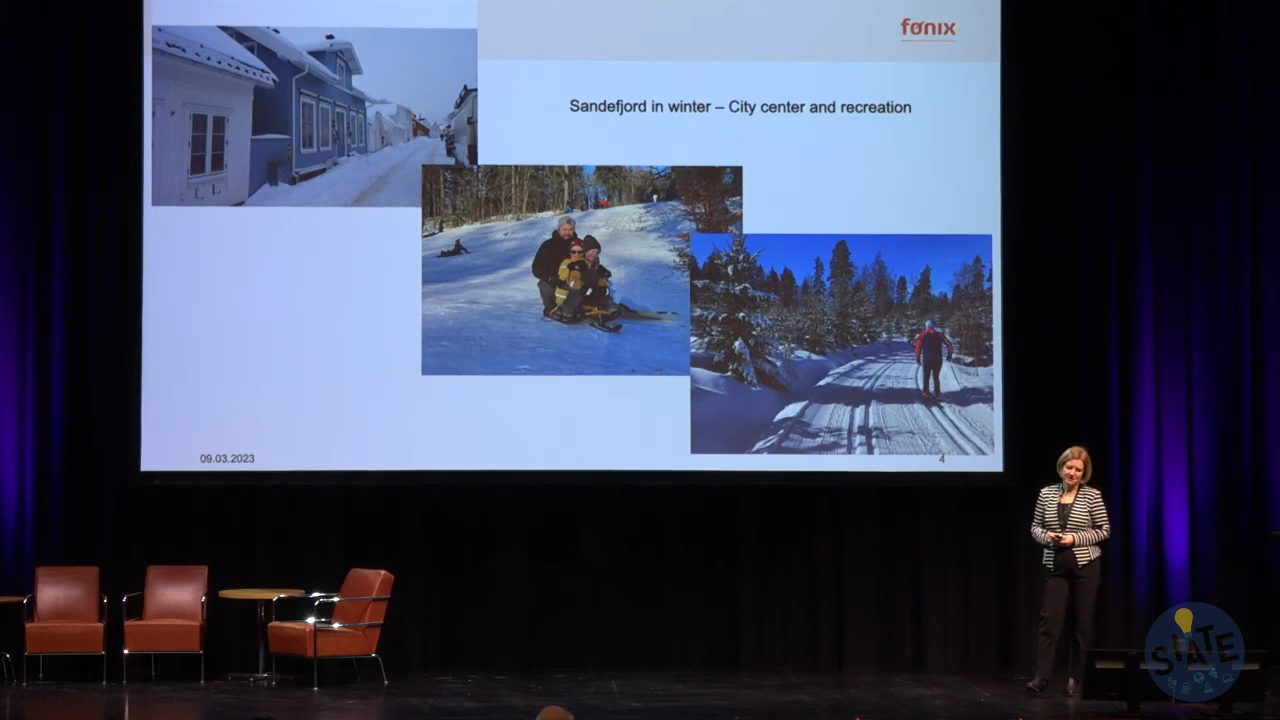 fønix
Sandefjord in winter – City center and recreation
09.03.2023
4
SIATE